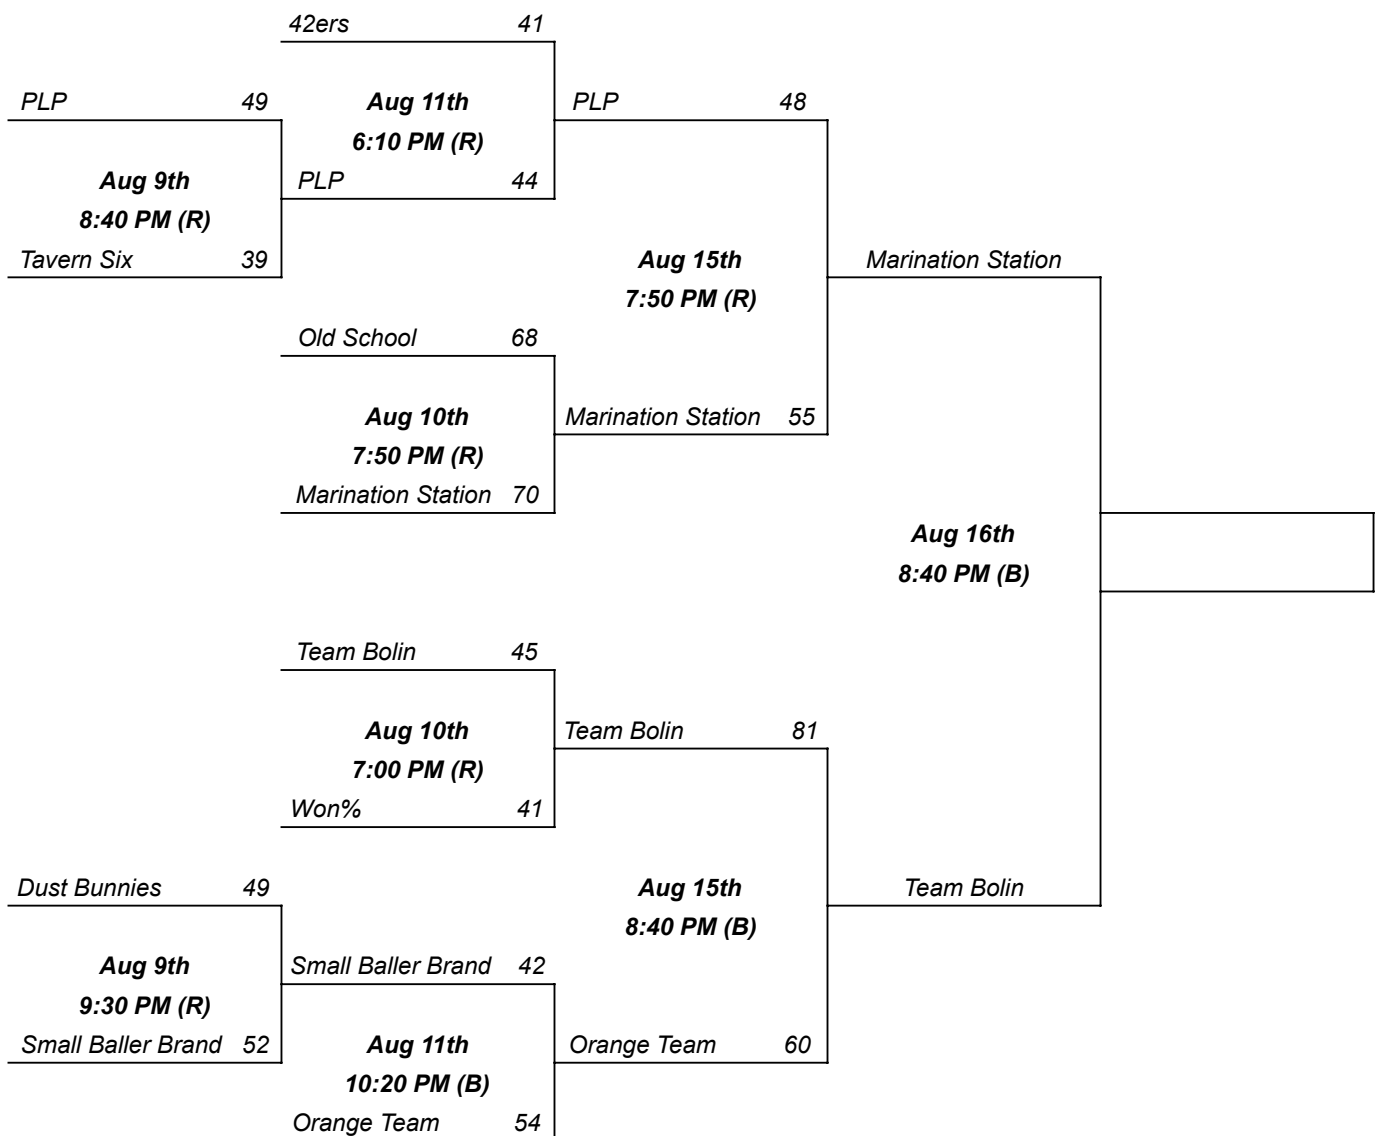 42ers 41
PLP 49
Aug 11th
6:10 PM (R)
PLP 48
Aug 9th
8:40 PM (R)
PLP 44
Tavern Six 39
Aug 15th
7:50 PM (R)
Marination Station
Old School 68
Aug 10th
7:50 PM (R)
Marination Station 55
Marination Station 70
Aug 16th
8:40 PM (B)
Team Bolin 45
Aug 10th
7:00 PM (R)
Team Bolin 81
Won% 41
Dust Bunnies 49
Aug 15th
8:40 PM (B)
Team Bolin
Aug 9th
9:30 PM (R)
Small Baller Brand 42
Small Baller Brand 52
Aug 11th
10:20 PM (B)
Orange Team 60
Orange Team 54